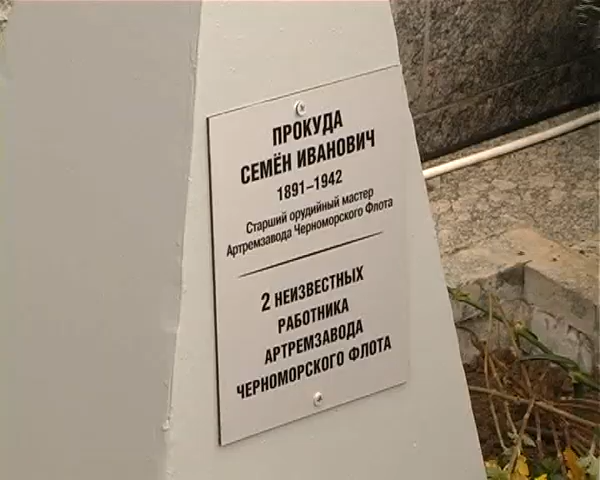 ПРОКУДА
СЕМЁН ИВАНОВИЧ
1891–1942
Старший орудийный мастер
Артремзавода Черноморского Флота
2 НЕИЗВЕСТНЫХ
РАБОТНИКА
АРТРЕМЗАВОДА
ЧЕРНОМОРСКОГО ФЛОТА